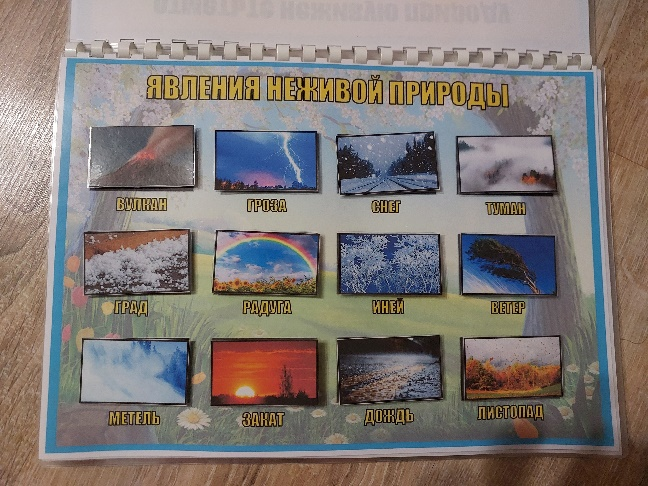 ЯВЛЕНИЯ НЕЖИВОЙ ПРИРОДЫ
ВУЛКАН ГРОЗА СНЕГ ТУМАН
ГРАД РАДУГА ИНЕЙ ВЕТЕР
МЕТЕЛЬ ЗАКАТ ДОЖДЬ ЛИСТОПАД